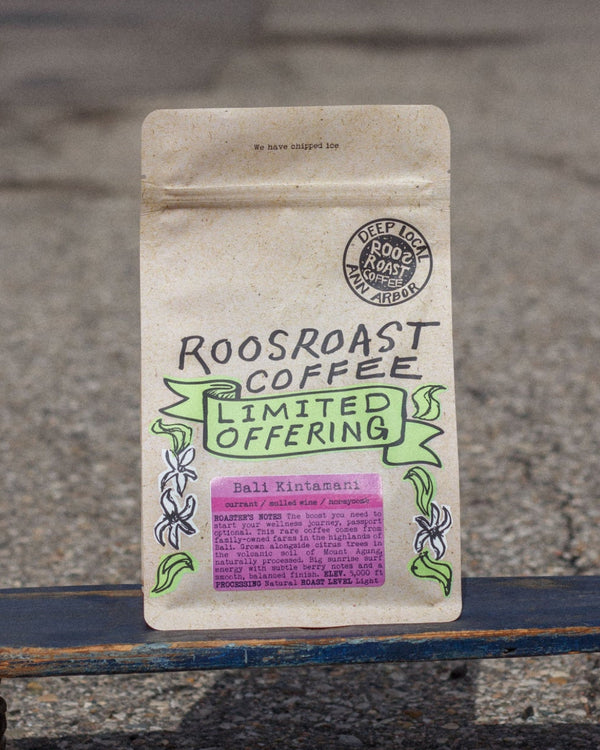 We have chipped ice
DEEP LOCAL
ROOS
ROAST
COFFEE
ANN ARBOR
ROOSROAST
COFFEE
LIMITED
OFFERING
Bali Kintamani
currant / mulled wine / honeycomb
ROASTER'S NOTES The boost you need to
start your wellness journey, passport
optional. This rare coffee comes from
family-owned farms in the highlands of
Bali. Grown alongside citrus trees in
the volcanic soil of Mount Agung,
naturally processed. Big sunrise surf
energy with subtle berry notes and a
smooth, balanced finish. ELEV. 5,000 ft
PROCESSING Natural ROAST LEVEL Light